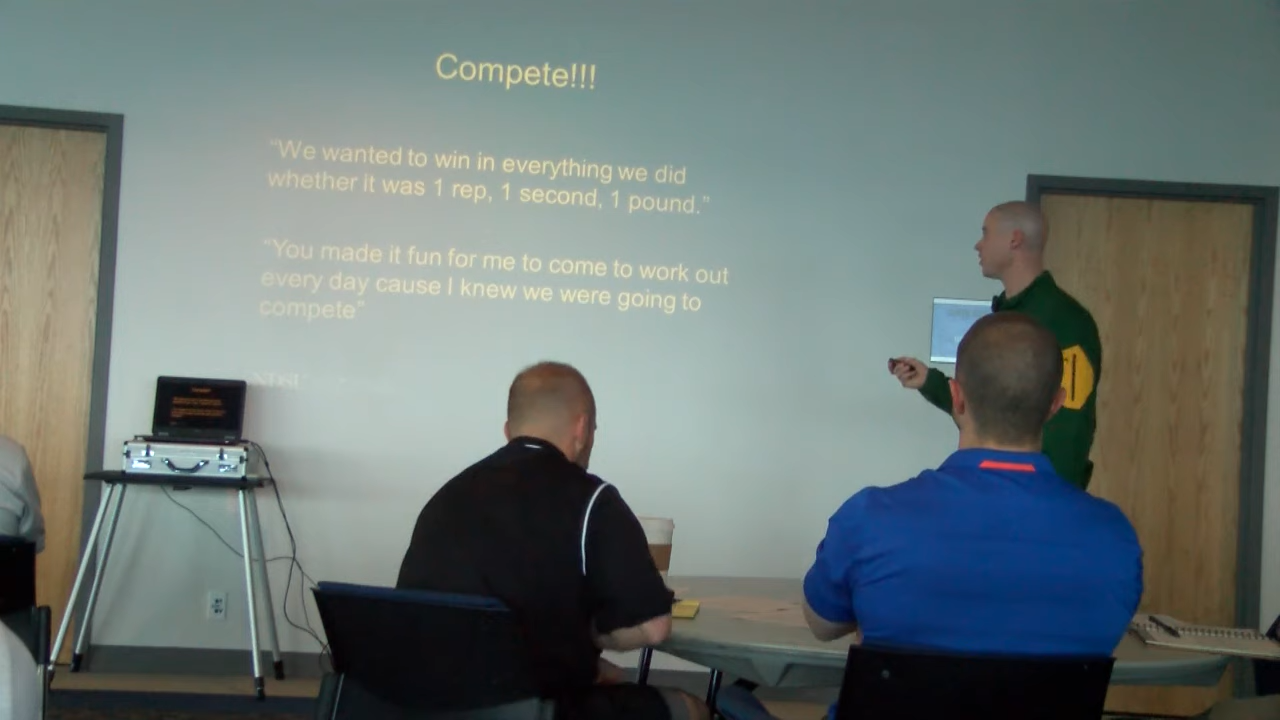 Compete!!!
“We wanted to win in everything we did
whether it was 1 rep, 1 second, 1 pound.”
“You made it fun for me to come to work out
every day cause I knew we were going to
compete”
NDSU